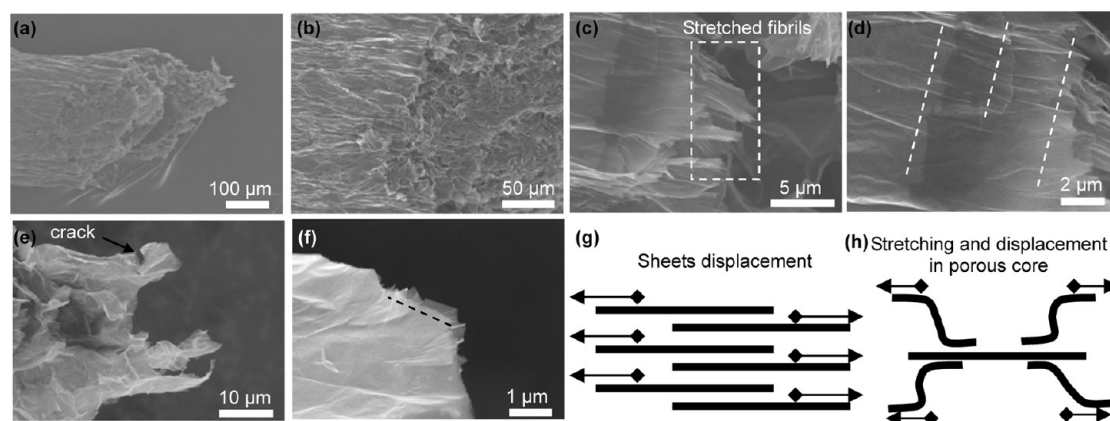 (a)
100 µm
(b)
50 µm
(c)
Stretched fibrils
5 µm
(d)
2 µm
(e)
crack
10 µm
(f)
1 µm
(g)
Sheets displacement
(h)
Stretching and displacement
in porous core